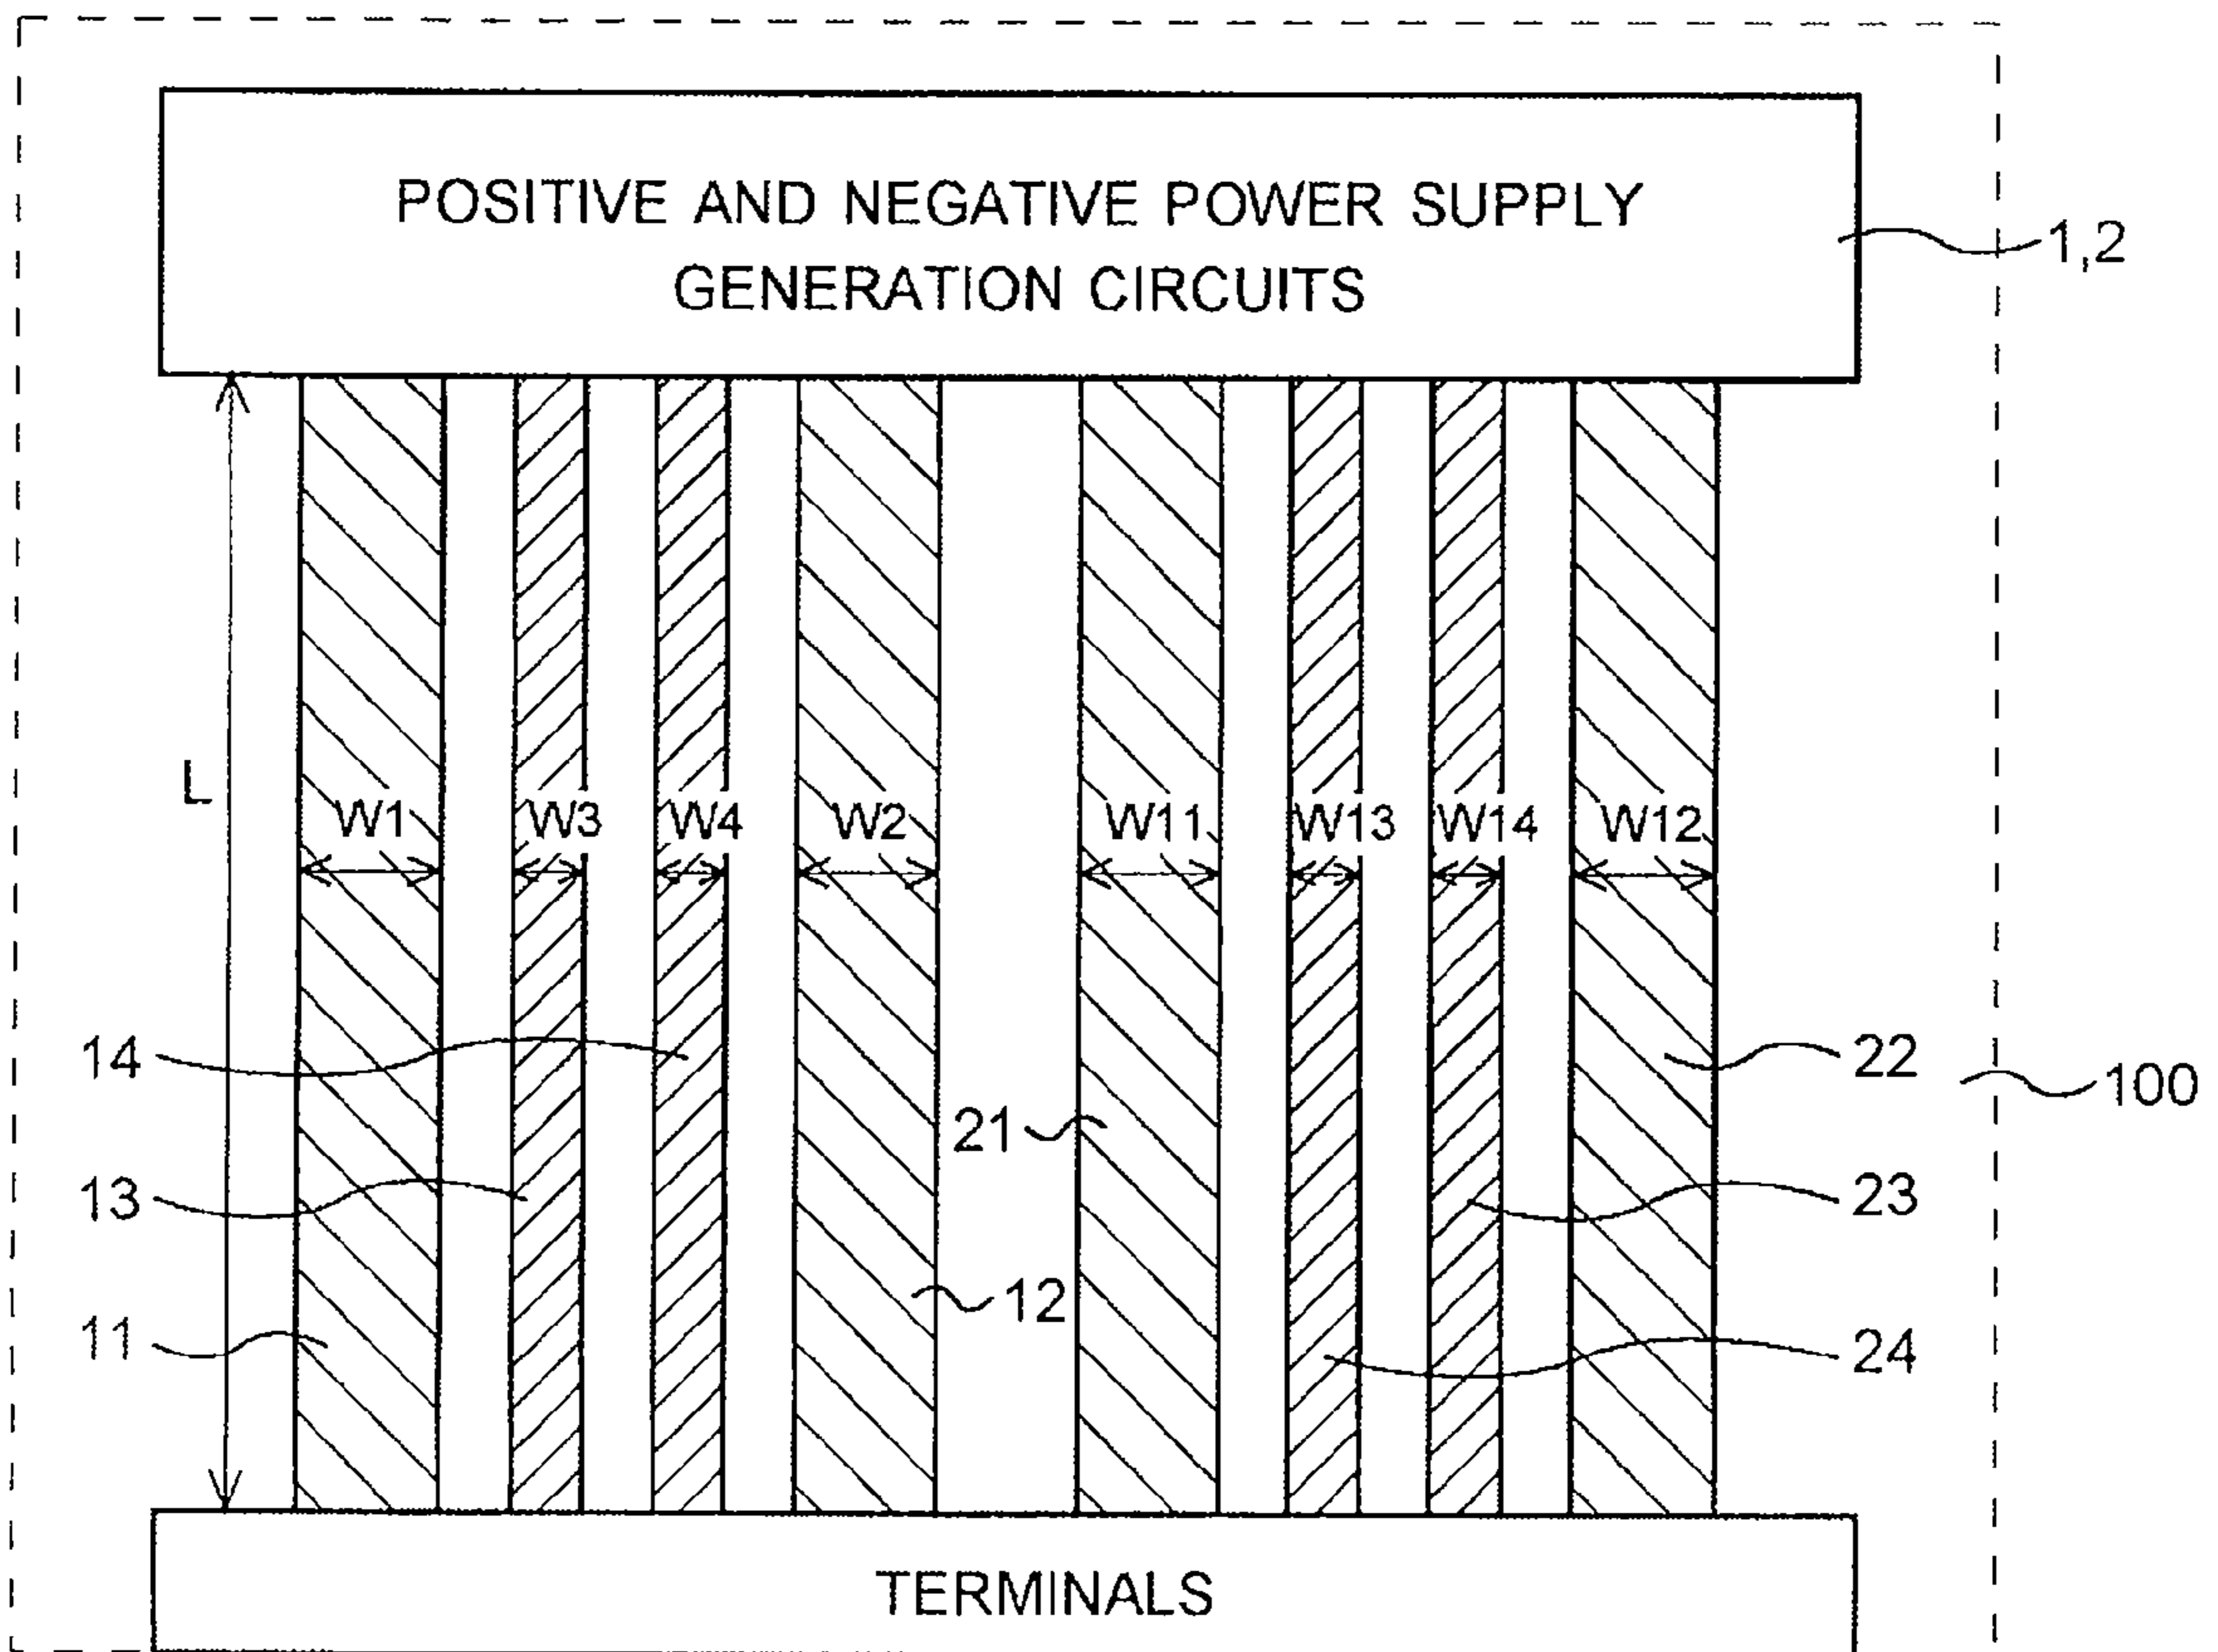 POSITIVE AND NEGATIVE POWER SUPPLY
GENERATION CIRCUITS
1,2
L
W1 W3 W4 W2 W11 W13 W14 W12
14
22
100
21
13
23
12
11
24
TERMINALS